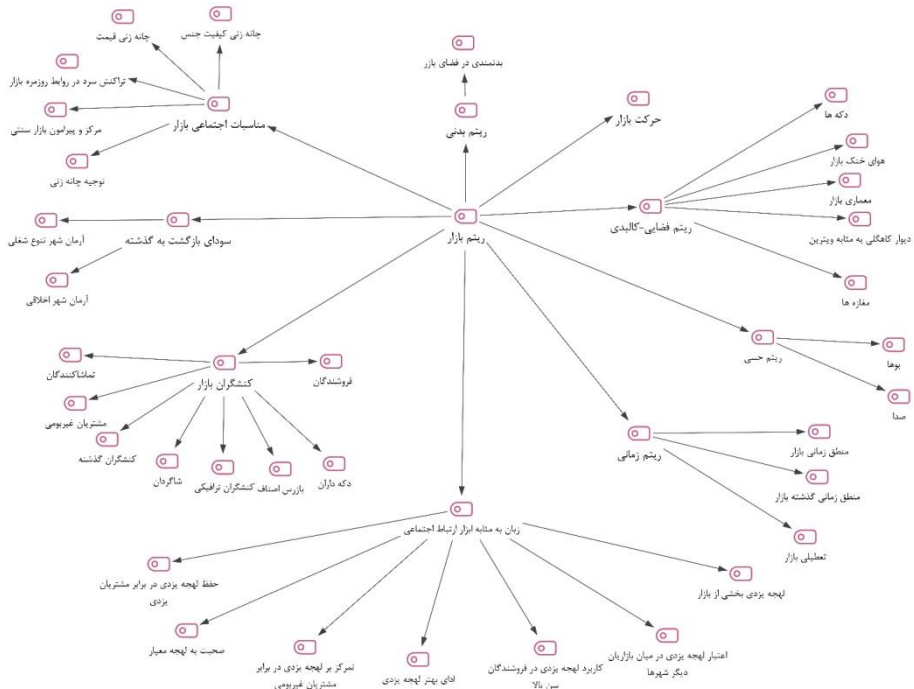 چانه زنی کیفیت جنس
چانه زنی قیمت
تراکنش سرد در روابط روزمره بازار
مناسبات اجتماعی بازار
مرکز و پیرامون بازار سنتی
توجیه چانه زنی
بدنمندی در فضای بازر
ریتم بدنی
حرکت بازار
دکه ها
هوای خنک بازار
معماری بازار
دیوار کاهگلی به مثابه ویترین
مغازه ها
ریتم فضایی-کالبدی
ریتم بازار
سودای بازگشت به گذشته
آرمان شهر تنوع شغلی
آرمان شهر اخلاقی
ریتم حسی
بوها
صدا
کنشگران بازار
فروشندگان
تماشاکنندگان
مشتریان غیربومی
کنشگران گذشته
شاگردان
کنشگران ترافیکی
بازرس اصناف
دکه داران
ریتم زمانی
منطق زمانی بازار
منطق زمانی گذشته بازار
تعطیلی بازار
زبان به مثابه ابزار ارتباط اجتماعی
لهجه یزدی بخشی از بازار
اعتبار لهجه یزدی در میان بازاریان
دیگر شهرها
کاربرد لهجه یزدی در فروشندگان
سن بالا
ادای بهتر لهجه یزدی
تمرکز بر لهجه یزدی در برابر
مشتریان غیربومی
صحبت به لهجه معیار
حفظ لهجه یزدی در برابر مشتریان
یزدی